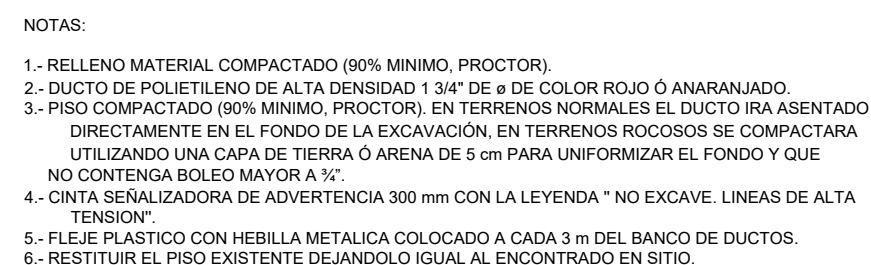 NOTAS:
1.- RELLENO MATERIAL COMPACTADO (90% MINIMO, PROCTOR).
2.- DUCTO DE POLIETILENO DE ALTA DENSIDAD 1 3/4" DE ø DE COLOR ROJO Ó ANARANJADO.
3.- PISO COMPACTADO (90% MINIMO, PROCTOR). EN TERRENOS NORMALES EL DUCTO IRA ASENTADO
DIRECTAMENTE EN EL FONDO DE LA EXCAVACIÓN, EN TERRENOS ROCOSOS SE COMPACTARA
UTILIZANDO UNA CAPA DE TIERRA Ó ARENA DE 5 cm PARA UNIFORMIZAR EL FONDO Y QUE
NO CONTENGA BOLEO MAYOR A ¾”.
4.- CINTA SEÑALIZADORA DE ADVERTENCIA 300 mm CON LA LEYENDA " NO EXCAVE. LINEAS DE ALTA
TENSION".
5.- FLEJE PLASTICO CON HEBILLA METALICA COLOCADO A CADA 3 m DEL BANCO DE DUCTOS.
6.- RESTITUIR EL PISO EXISTENTE DEJANDOLO IGUAL AL ENCONTRADO EN SITIO.